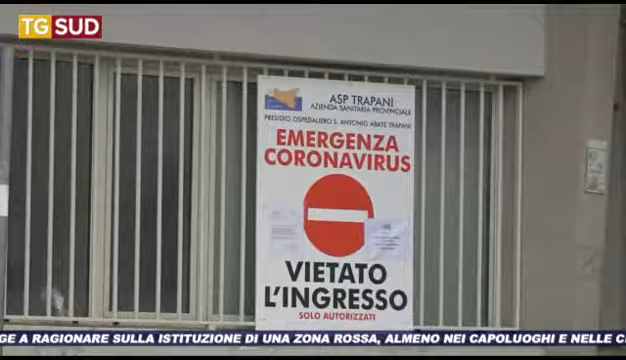 TG SUD
ASP TRAPANI
AZIENDA SANITARIA PROVINCIALE
PRESIDIO OSPEDALIERO S. ANTONIO ABATE TRAPANI
EMERGENZA
CORONAVIRUS
VIETATO
L'INGRESSO
SOLO AUTORIZZATI
A RAGIONARE SULLA ISTITUZIONE DI UNA ZONA ROSSA, ALMENO NEI CAPOLUOGHI E NELLE